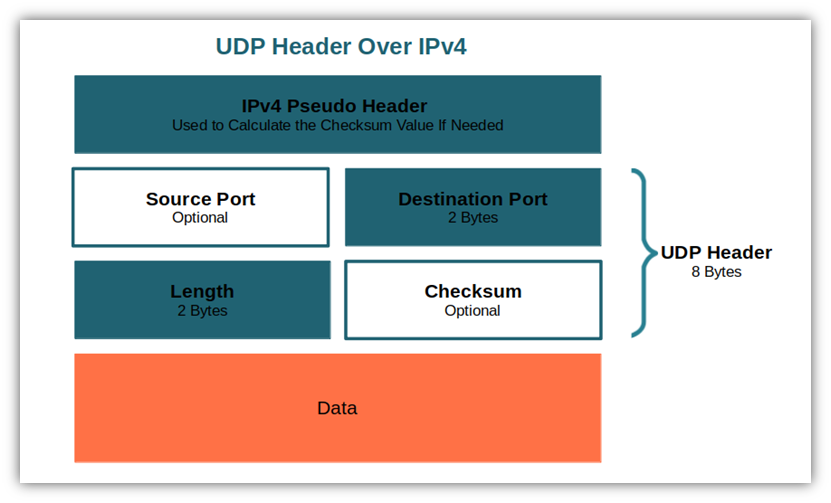 UDP Header Over IPv4
IPv4 Pseudo Header
Used to Calculate the Checksum Value If Needed
Source Port
Optional
Destination Port
2 Bytes
UDP Header
8 Bytes
Length
2 Bytes
Checksum
Optional
Data